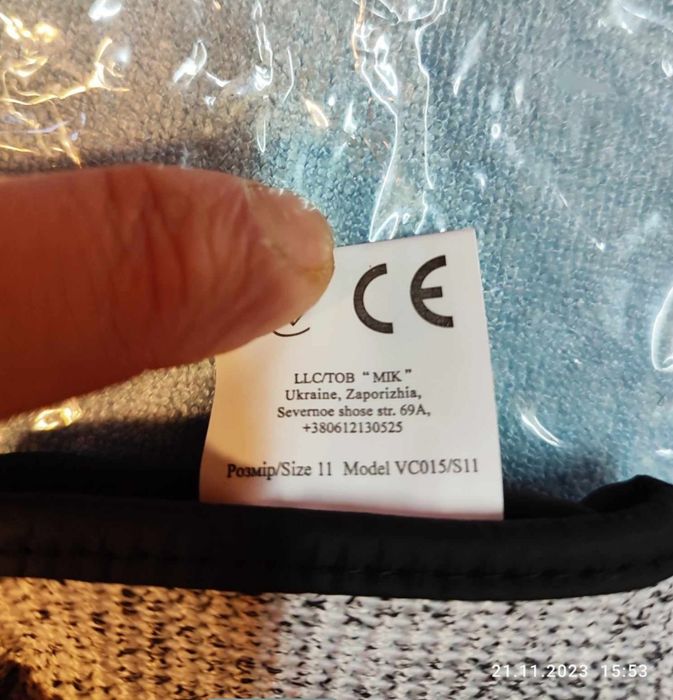 CE
LLC/TOB “MIK”
Ukraine, Zaporizhia,
Severnoe shose str. 69A,
+380612130525
Розмір/Size 11 Model VC015/S11
21.11.2023 15:53